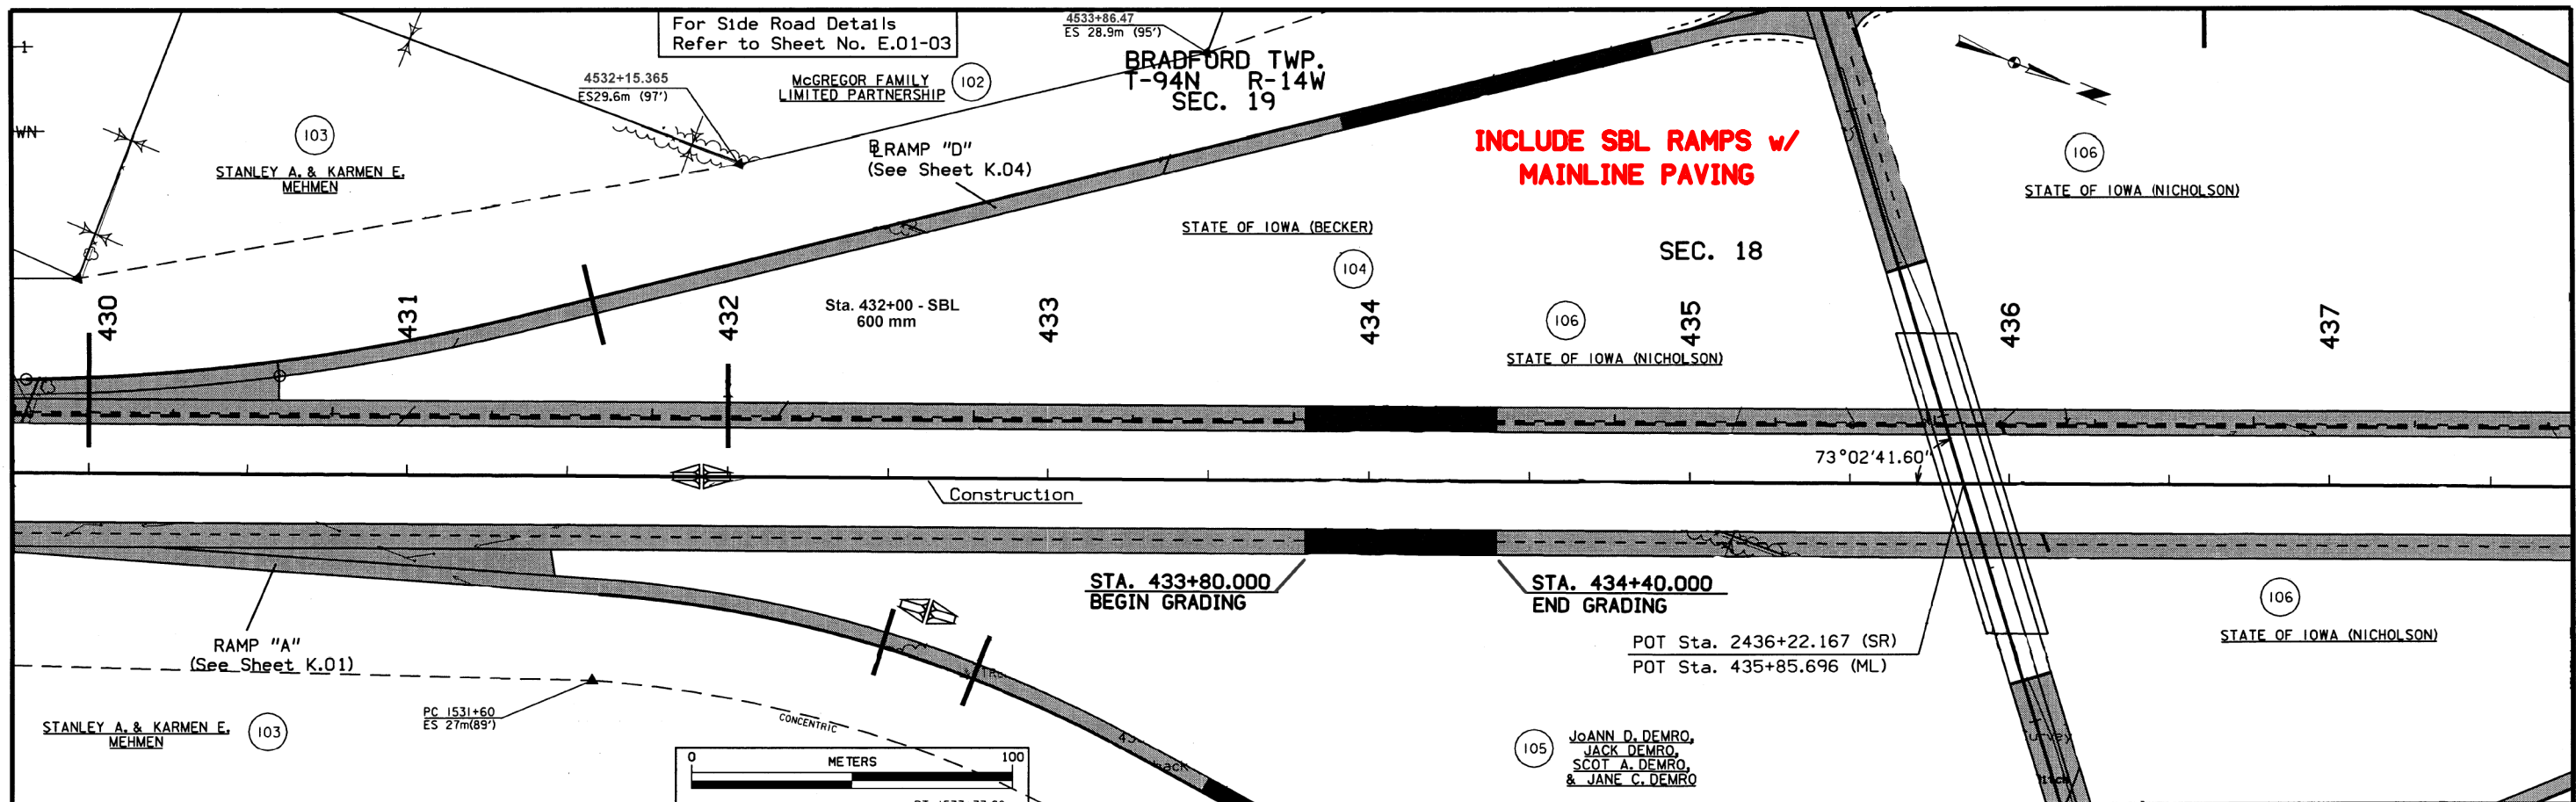 For Side Road Details
Refer to Sheet No. E.01-03
4533+86.47
ES 28.9m (95')
BRADFORD TWP.
T-94N R-14W
SEC. 19
4532+15.365
ES29.6m (97')
McGREGOR FAMILY
LIMITED PARTNERSHIP
102
1
WN
103
STANLEY A. & KARMEN E.
MEHMEN
RAMP "D"
(See Sheet K.04)
INCLUDE SBL RAMPS w/
MAINLINE PAVING
106
STATE OF IOWA (NICHOLSON)
STATE OF IOWA (BECKER)
104
SEC. 18
430
431
432
Sta. 432+00 - SBL
600 mm
433
434
106
STATE OF IOWA (NICHOLSON)
435
436
437
73°02'41.60"
Construction
STA. 433+80.000
BEGIN GRADING
STA. 434+40.000
END GRADING
106
STATE OF IOWA (NICHOLSON)
RAMP "A"
(See Sheet K.01)
POT Sta. 2436+22.167 (SR)
POT Sta. 435+85.696 (ML)
STANLEY A. & KARMEN E.
MEHMEN
103
PC 1531+60
ES 27m(89')
CONCENTRIC
0 METERS 100
105
JoANN D. DEMRO,
JACK DEMRO,
SCOT A. DEMRO,
& JANE C. DEMRO